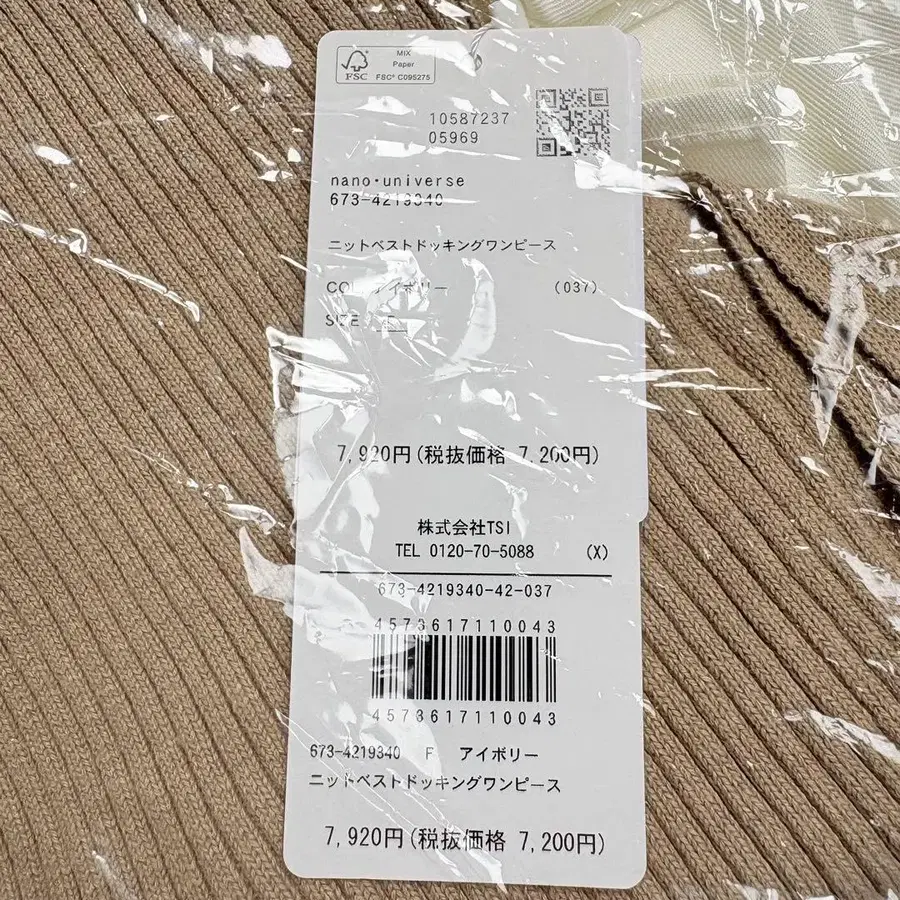 MIX
Paper
FSC
FSC® C095275
10587237
05969
nano・universe
673-4219340
ニットベストドッキングワンピース
イボリー (037)
SIZE F
7,920円(税抜価格 7,200円)
株式会社TSI
TEL 0120-70-5088 (X)
673-4219340-42-037
4573617110043
4573617110043
673-4219340 F アイボリー
ニットベストドッキングワンピース
7,920円(税抜価格 7,200円)